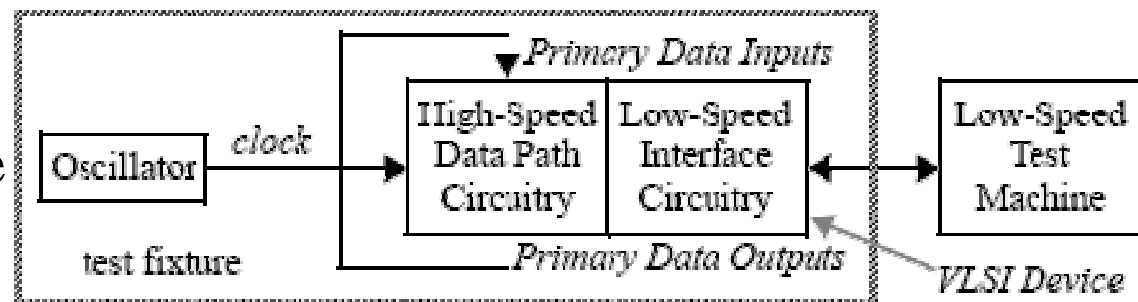 Primary Data Inputs
High-Speed
Data Path
Circuitry
Low-Speed
Interface
Circuitry
Low-Speed
Test
Machine
Oscillator
clock
e
test fixture
Primary Data Outputs
VLSI Device